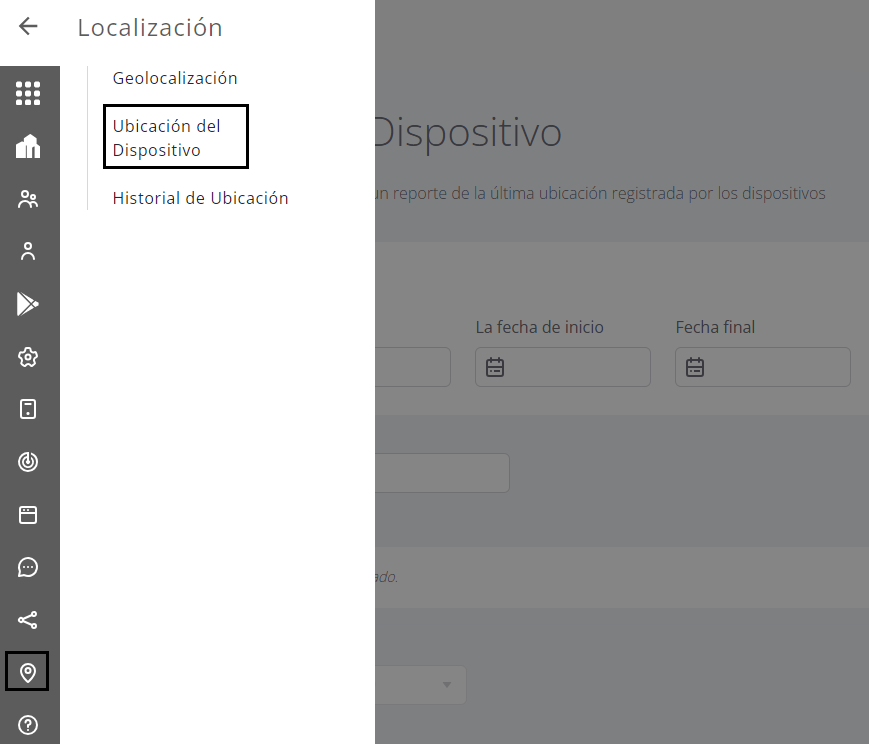 Localización
Geolocalización
Ubicación del
Dispositivo
Historial de Ubicación
Dispositivo
un reporte de la última ubicación registrada por los dispositivos
La fecha de inicio
Fecha final